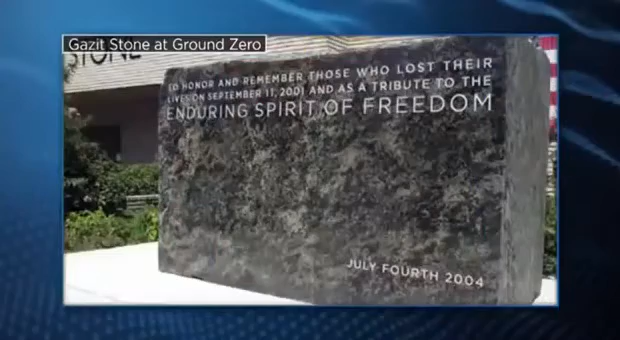 Gazit Stone at Ground Zero
STONE
TO HONOR AND REMEMBER THOSE WHO LOST THEIR
LIVES ON SEPTEMBER 11, 2001 AND AS A TRIBUTE TO THE
ENDURING SPIRIT OF FREEDOM
JULY FOURTH 2004